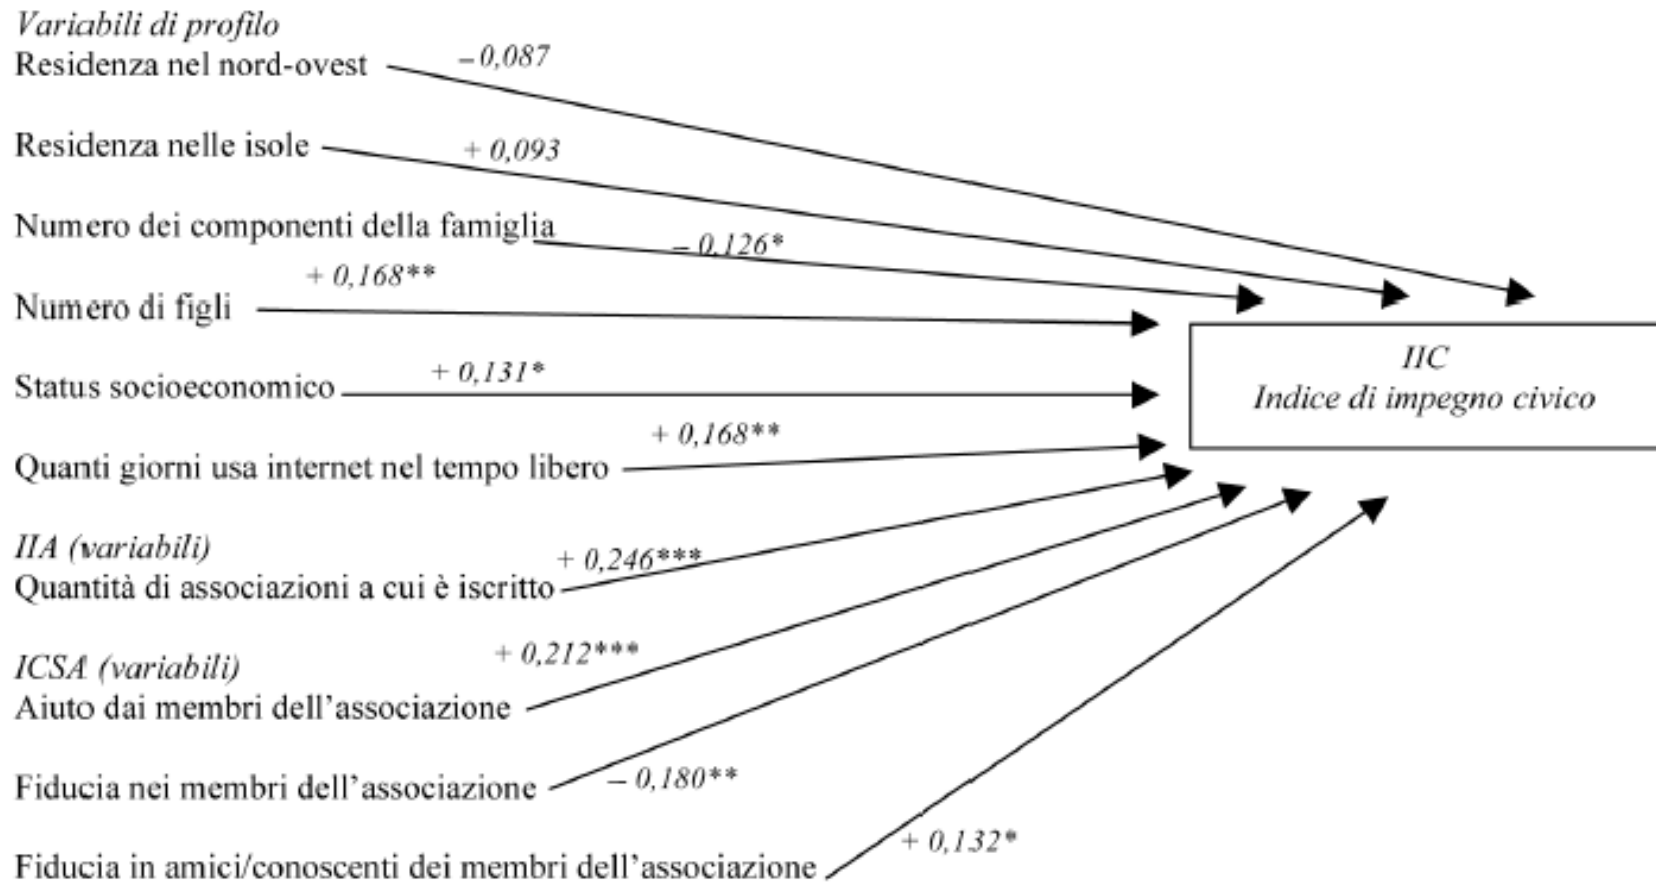 Variabili di profilo
Residenza nel nord-ovest
– 0,087
Residenza nelle isole
+ 0,093
Numero dei componenti della famiglia
– 0,126*
+ 0,168**
Numero di figli
Status socioeconomico
+ 0,131*
IIC
Indice di impegno civico
+ 0,168**
Quanti giorni usa internet nel tempo libero
IIA (variabili)
Quantità di associazioni a cui è iscritto
+ 0,246***
ICSA (variabili)
+ 0,212***
Aiuto dai membri dell’associazione
Fiducia nei membri dell’associazione
– 0,180**
Fiducia in amici/conoscenti dei membri dell’associazione
+ 0,132*